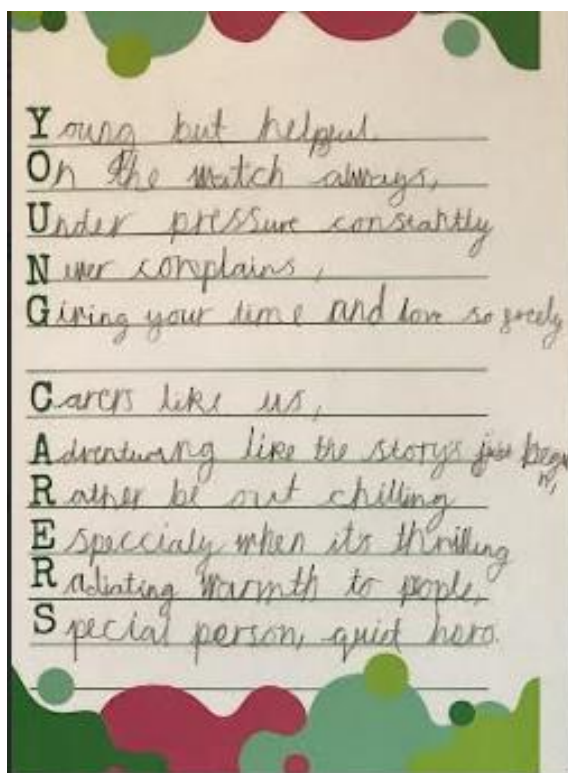 Young but helpful.
On the watch always,
Under pressure constantly
Never complains,
Giving your time and love so freely
Carers like us,
Adventuring like the story's just begun,
Rather be out chilling
Speccialy when its thrilling
Radiating warmth to people,
Special person, quiet hero.